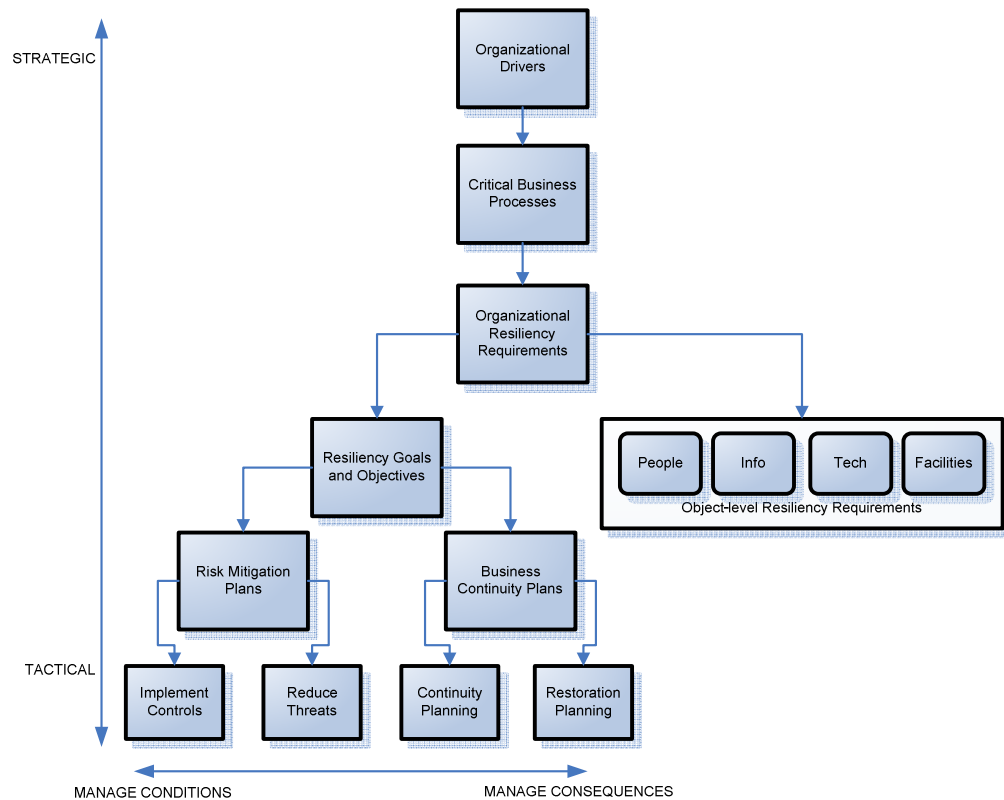 STRATEGIC
Organizational
Drivers
Critical Business
Processes
Organizational
Resiliency
Requirements
Resiliency Goals
and Objectives
People
Info
Tech
Facilities
Object-level Resiliency Requirements
Risk Mitigation
Plans
Business
Continuity Plans
TACTICAL
Implement
Controls
Reduce
Threats
Continuity
Planning
Restoration
Planning
MANAGE CONDITIONS
MANAGE CONSEQUENCES